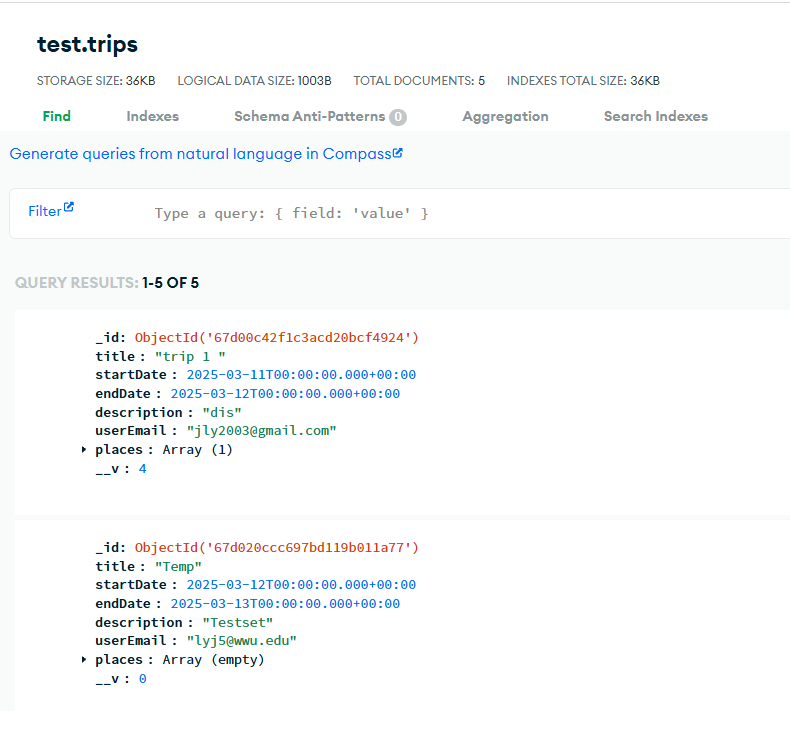 test.trips
STORAGE SIZE: 36KB LOGICAL DATA SIZE: 1003B TOTAL DOCUMENTS: 5 INDEXES TOTAL SIZE: 36KB
Find Indexes Schema Anti-Patterns 0 Aggregation Search Indexes
Generate queries from natural language in Compass
Filter Type a query: { field: 'value' }
QUERY RESULTS: 1-5 OF 5
_id: ObjectId('67d00c42f1c3acd20bcf4924')
title : "trip 1 "
startDate : 2025-03-11T00:00:00.000+00:00
endDate : 2025-03-12T00:00:00.000+00:00
description : "dis"
userEmail : "jly2003@gmail.com"
places : Array (1)
__v : 4
_id: ObjectId('67d020ccc697bd119b011a77')
title : "Temp"
startDate : 2025-03-12T00:00:00.000+00:00
endDate : 2025-03-13T00:00:00.000+00:00
description : "Testset"
userEmail : "lyj5@wwu.edu"
places : Array (empty)
__v : 0